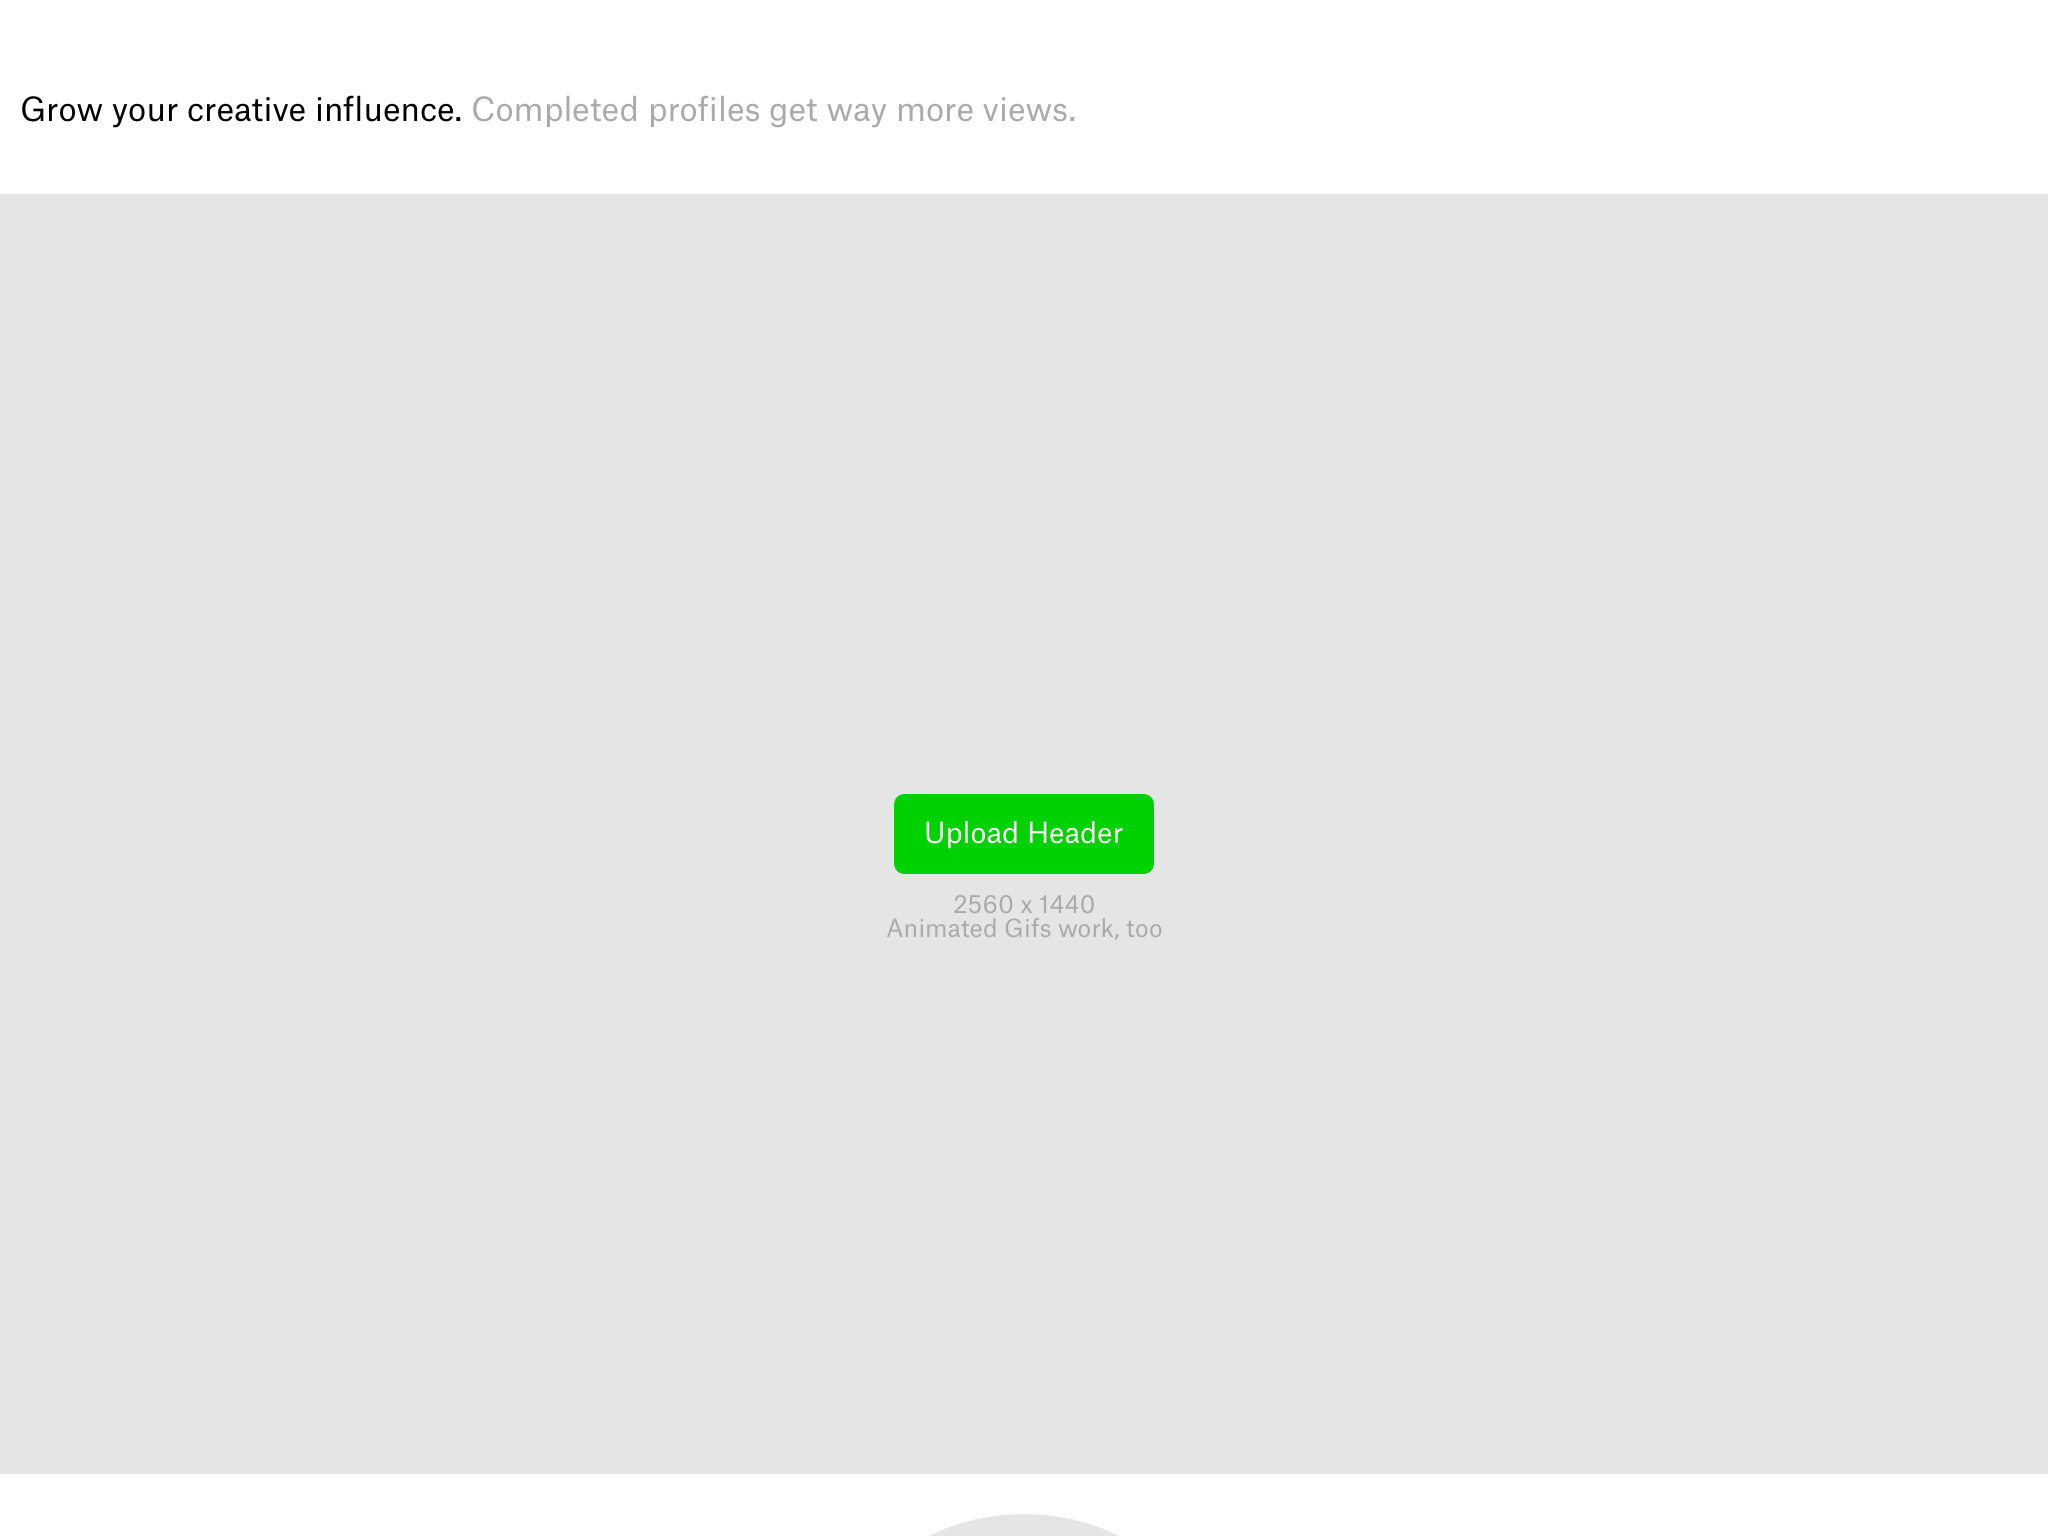 Grow your creative influence. Completed profiles get way more views.
Upload Header
2560 x 1440
Animated Gifs work, too